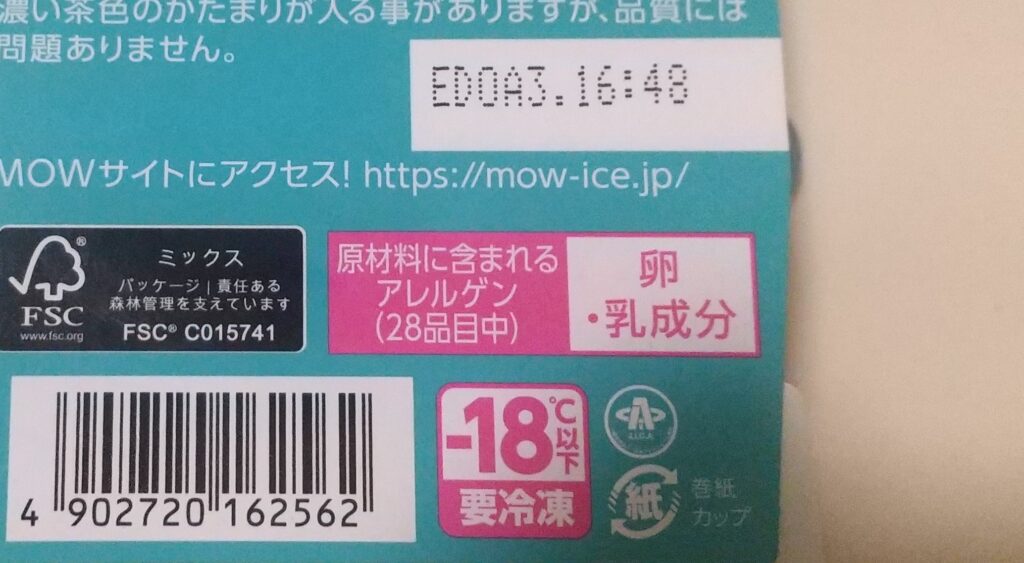 濃い茶色のかたまりが入る事がありますが、品質には
問題ありません。
EDOA3.16:48
MOWサイトにアクセス! https://mow-ice.jp/
FSC
www.fsc.org
ミックス
パッケージ|責任ある
森林管理を支えています
FSC® C015741
原材料に含まれる
アレルゲン
(28品目中)
卵
・乳成分
4 902720 162562
-18℃以下
要冷凍
紙
巻紙
カップ